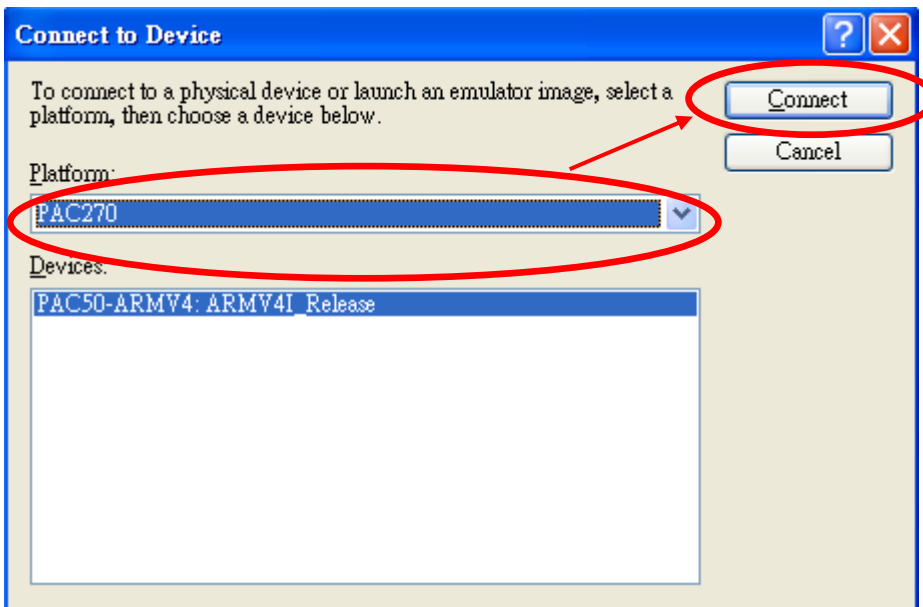 Connect to Device
To connect to a physical device or launch an emulator image, select a
platform, then choose a device below.
Connect
Cancel
Platform:
PAC270
Devices:
PAC50-ARMV4: ARMV4I_Release